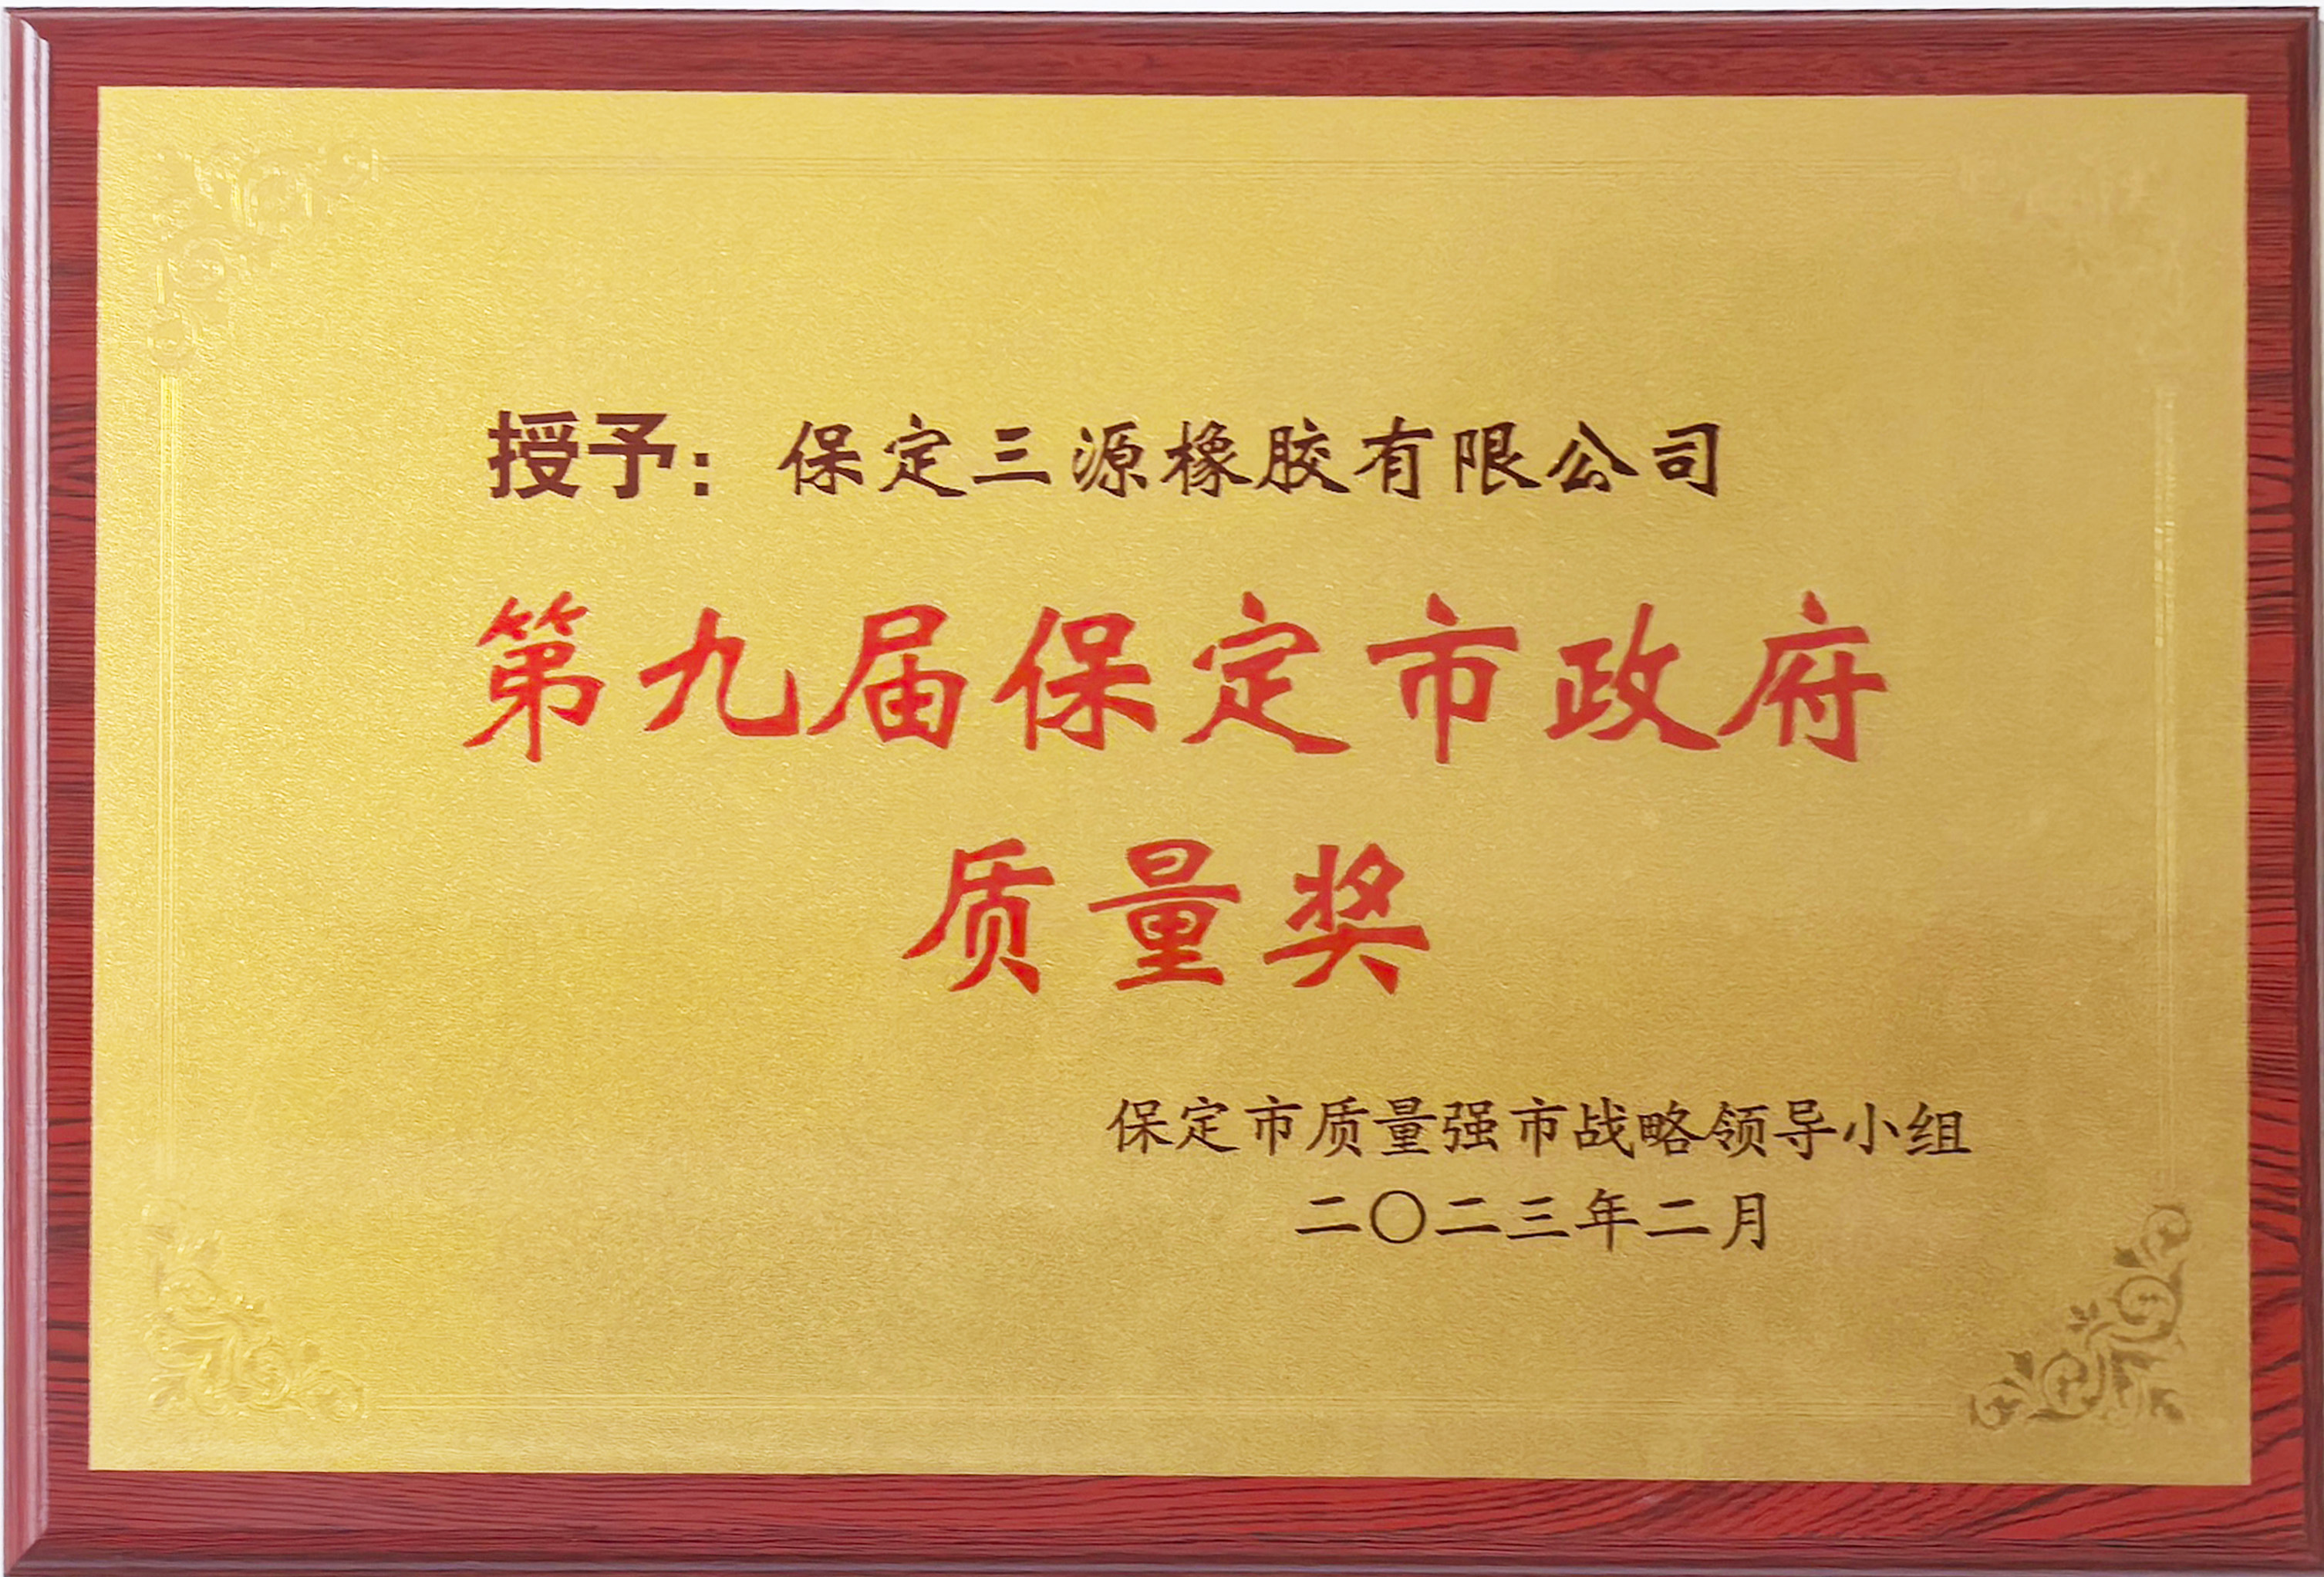 授予：保定三源橡胶有限公司
第九届保定市政府
质量奖
保定市质量强市战略领导小组
二〇二三年二月